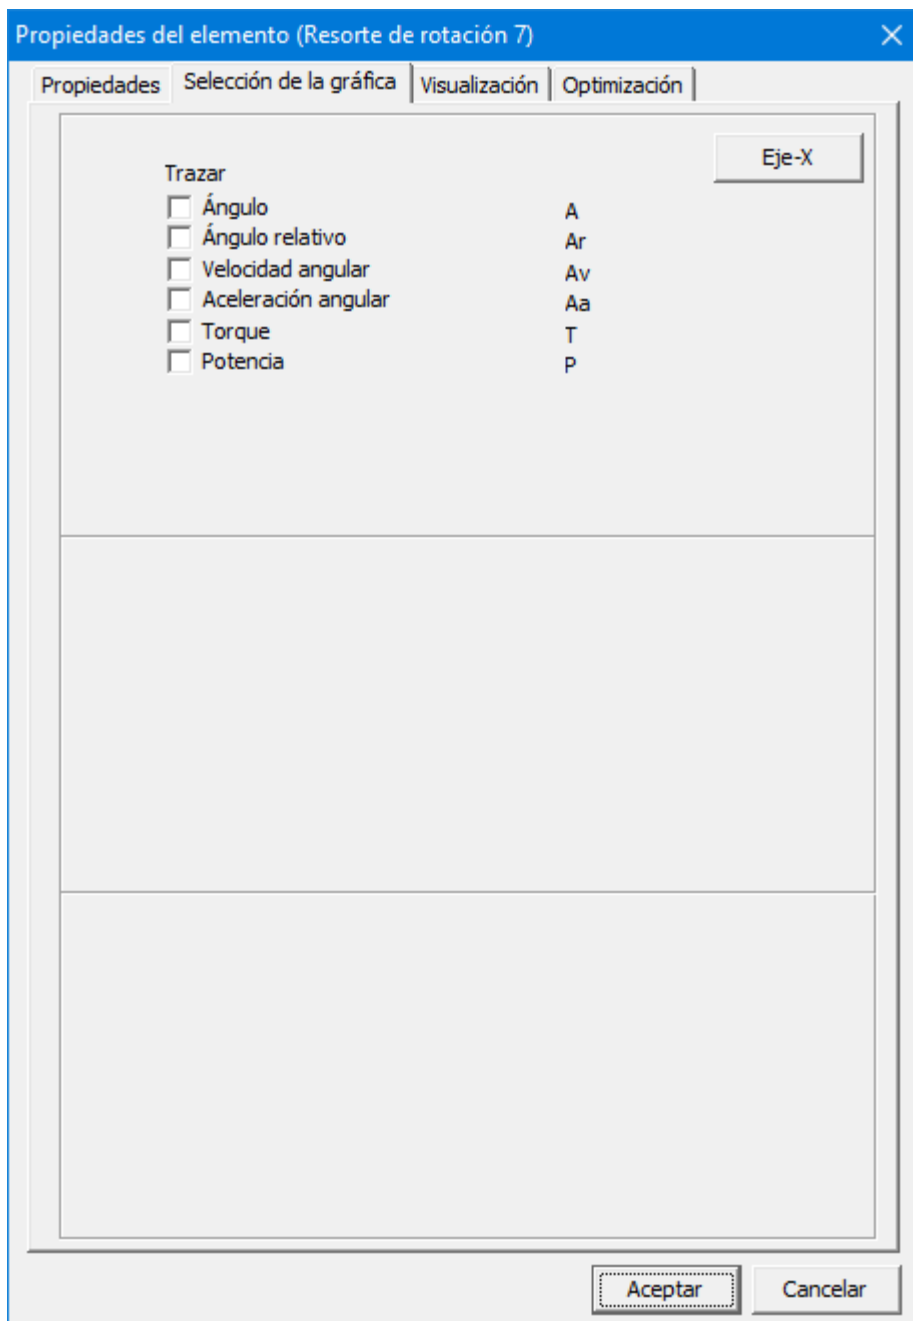 Propiedades del elemento (Resorte de rotación 7)
Propiedades Selección de la gráfica Visualización Optimización
Eje-X
Trazar
Ángulo A
Ángulo relativo Ar
Velocidad angular Av
Aceleración angular Aa
Torque T
Potencia P
Aceptar Cancelar